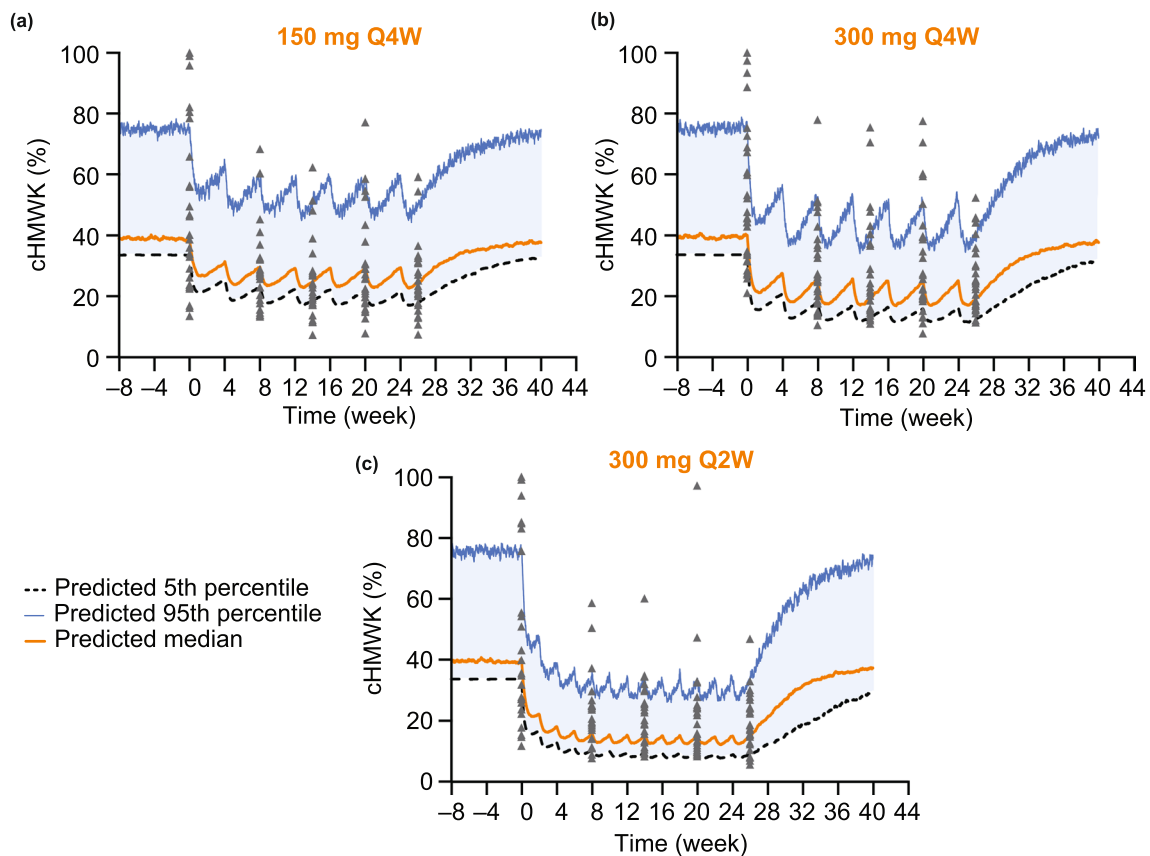 (a)
150 mg Q4W
cHMWK (%)
100
80
60
40
20
0
–8 –4 0 4 8 12 16 20 24 28 32 36 40 44
Time (week)
(b)
300 mg Q4W
cHMWK (%)
100
80
60
40
20
0
–8 –4 0 4 8 12 16 20 24 28 32 36 40 44
Time (week)
(c)
300 mg Q2W
cHMWK (%)
100
80
60
40
20
0
–8 –4 0 4 8 12 16 20 24 28 32 36 40 44
Time (week)
Predicted 5th percentile
Predicted 95th percentile
Predicted median